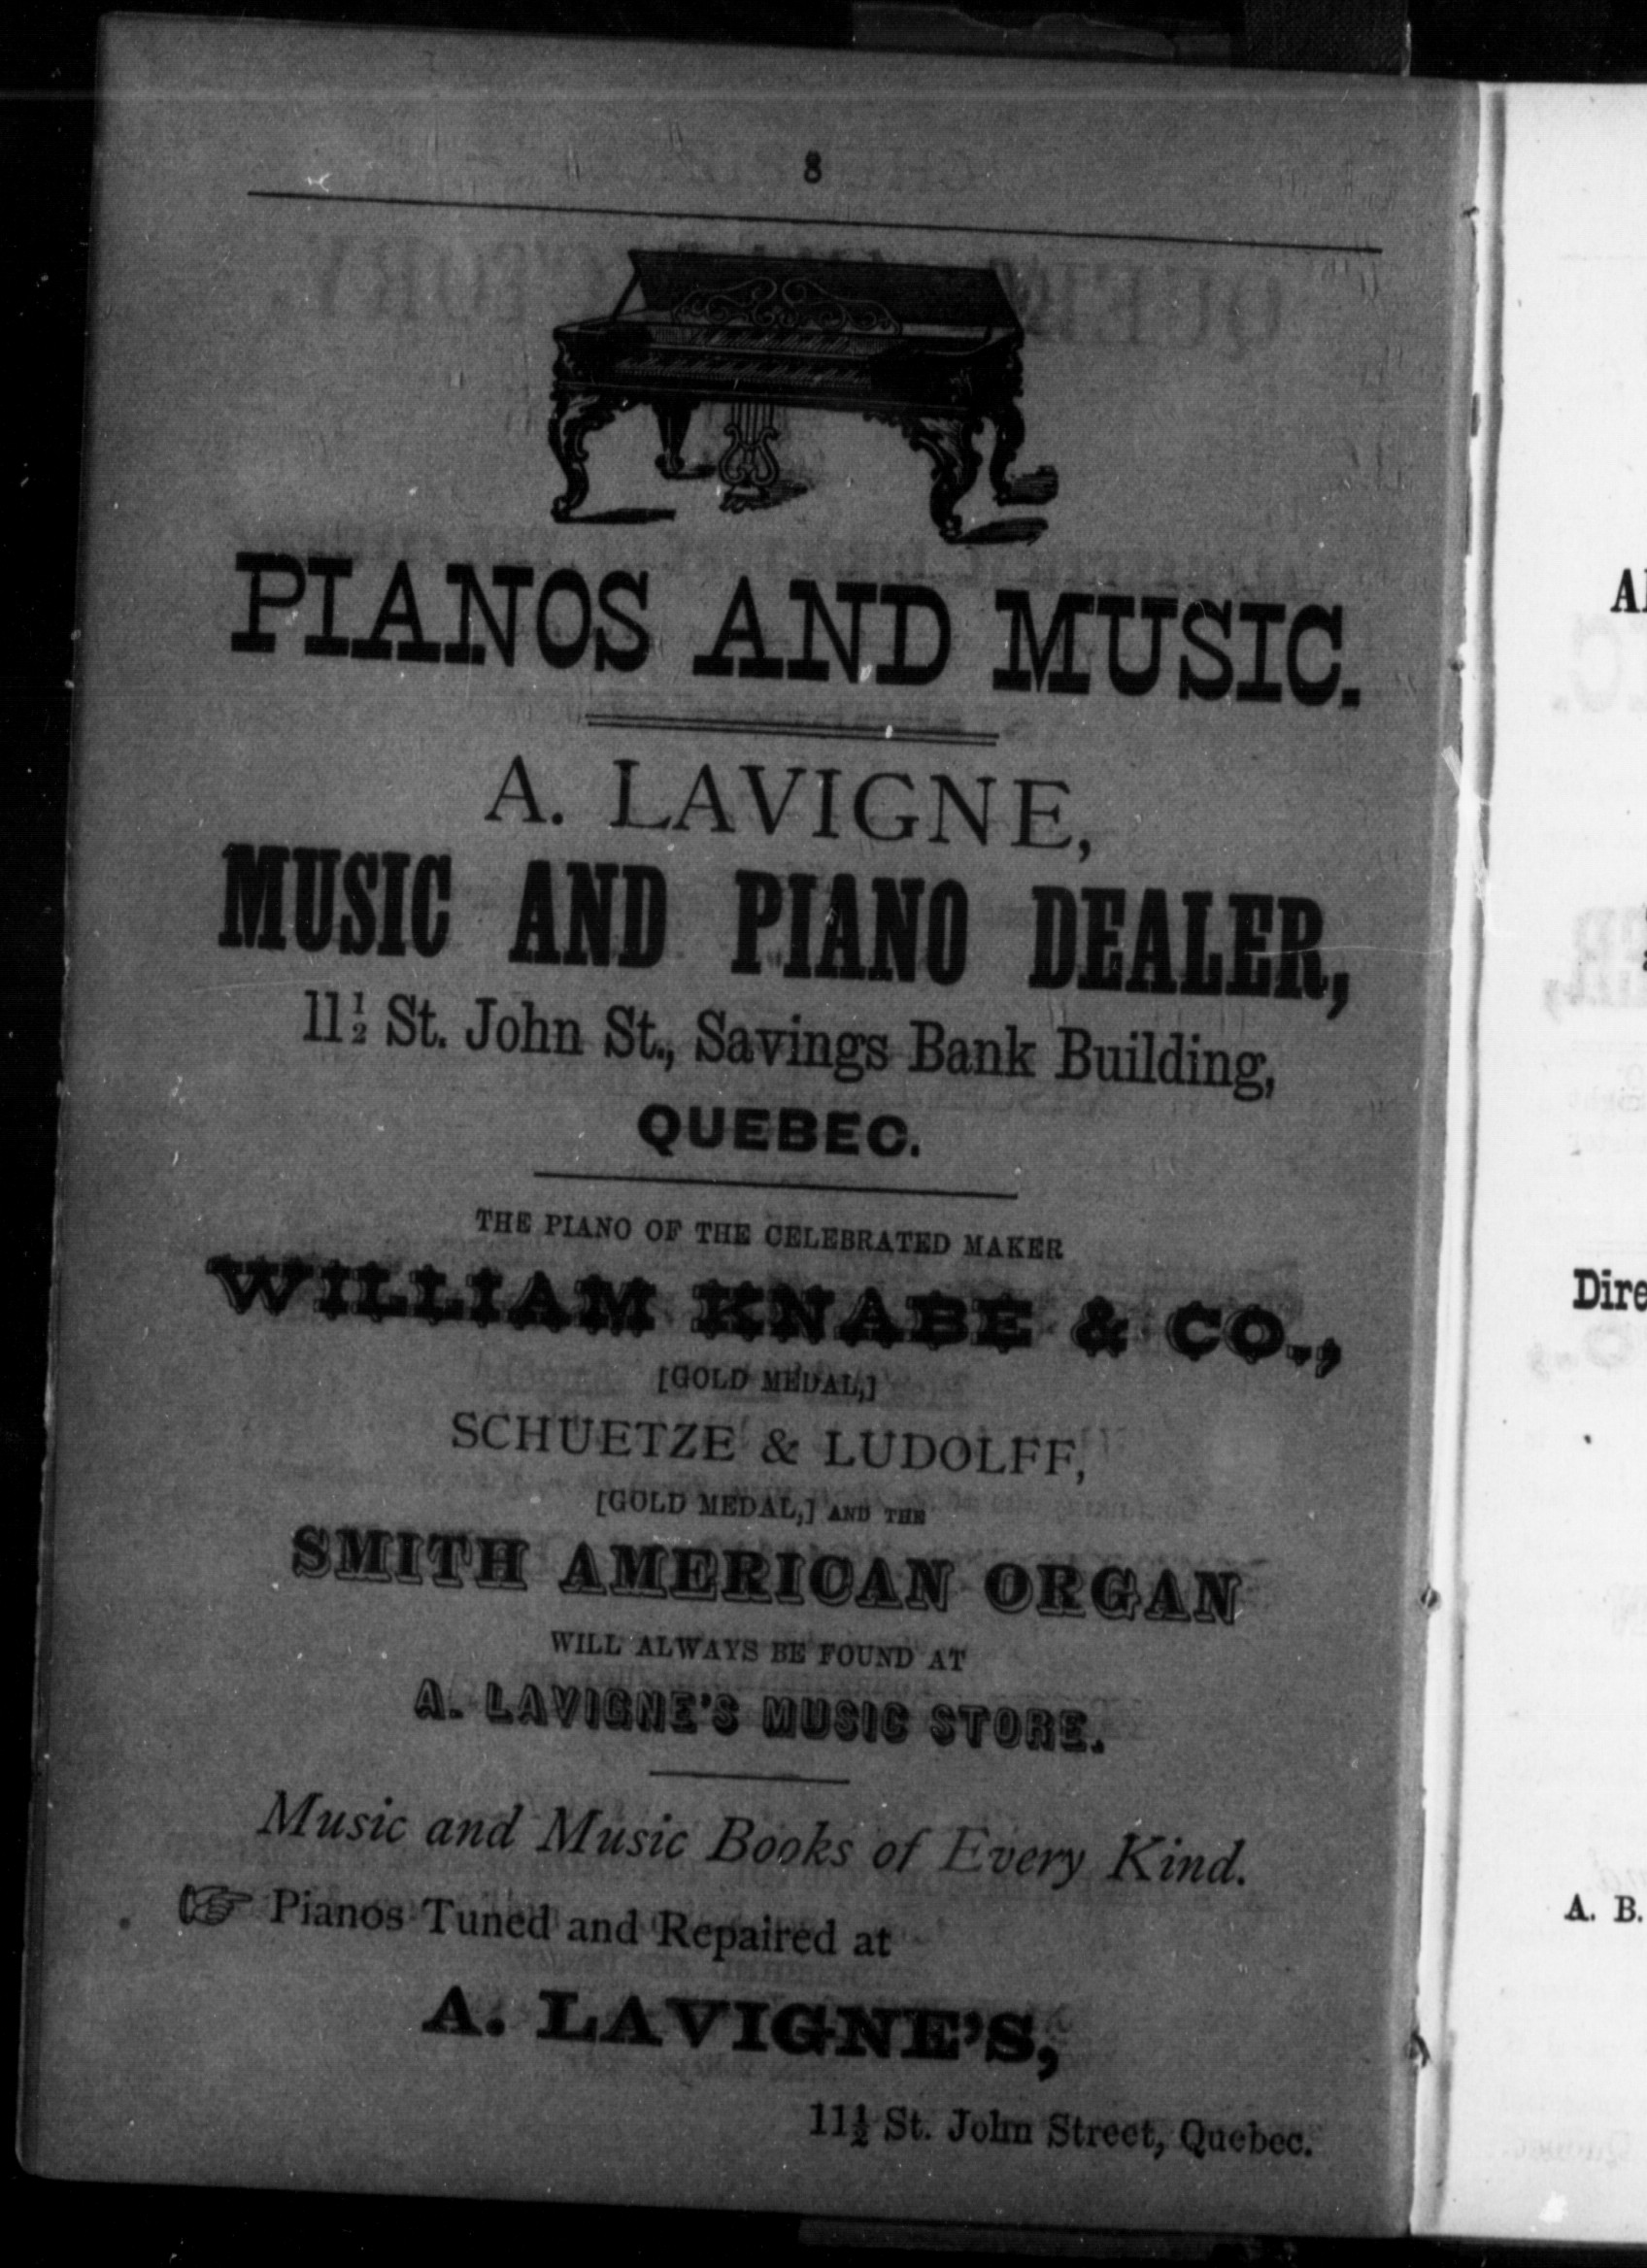 8
PIANOS AND MUSIC.
A. LAVIGNE,
MUSIC AND PIANO DEALER,
11½ St. John St., Savings Bank Building,
QUEBEC.
THE PIANO OF THE CELEBRATED MAKER
WILLIAM KNABE & CO.,
[GOLD MEDAL,]
SCHUETZE & LUDOLFF,
[GOLD MEDAL,] AND THE
SMITH AMERICAN ORGAN
WILL ALWAYS BE FOUND AT
A. LAVIGNE'S MUSIC STORE.
Music and Music Books of Every Kind.
☞ Pianos Tuned and Repaired at
A. LAVIGNE'S,
11½ St. John Street, Quebec.
A. B.